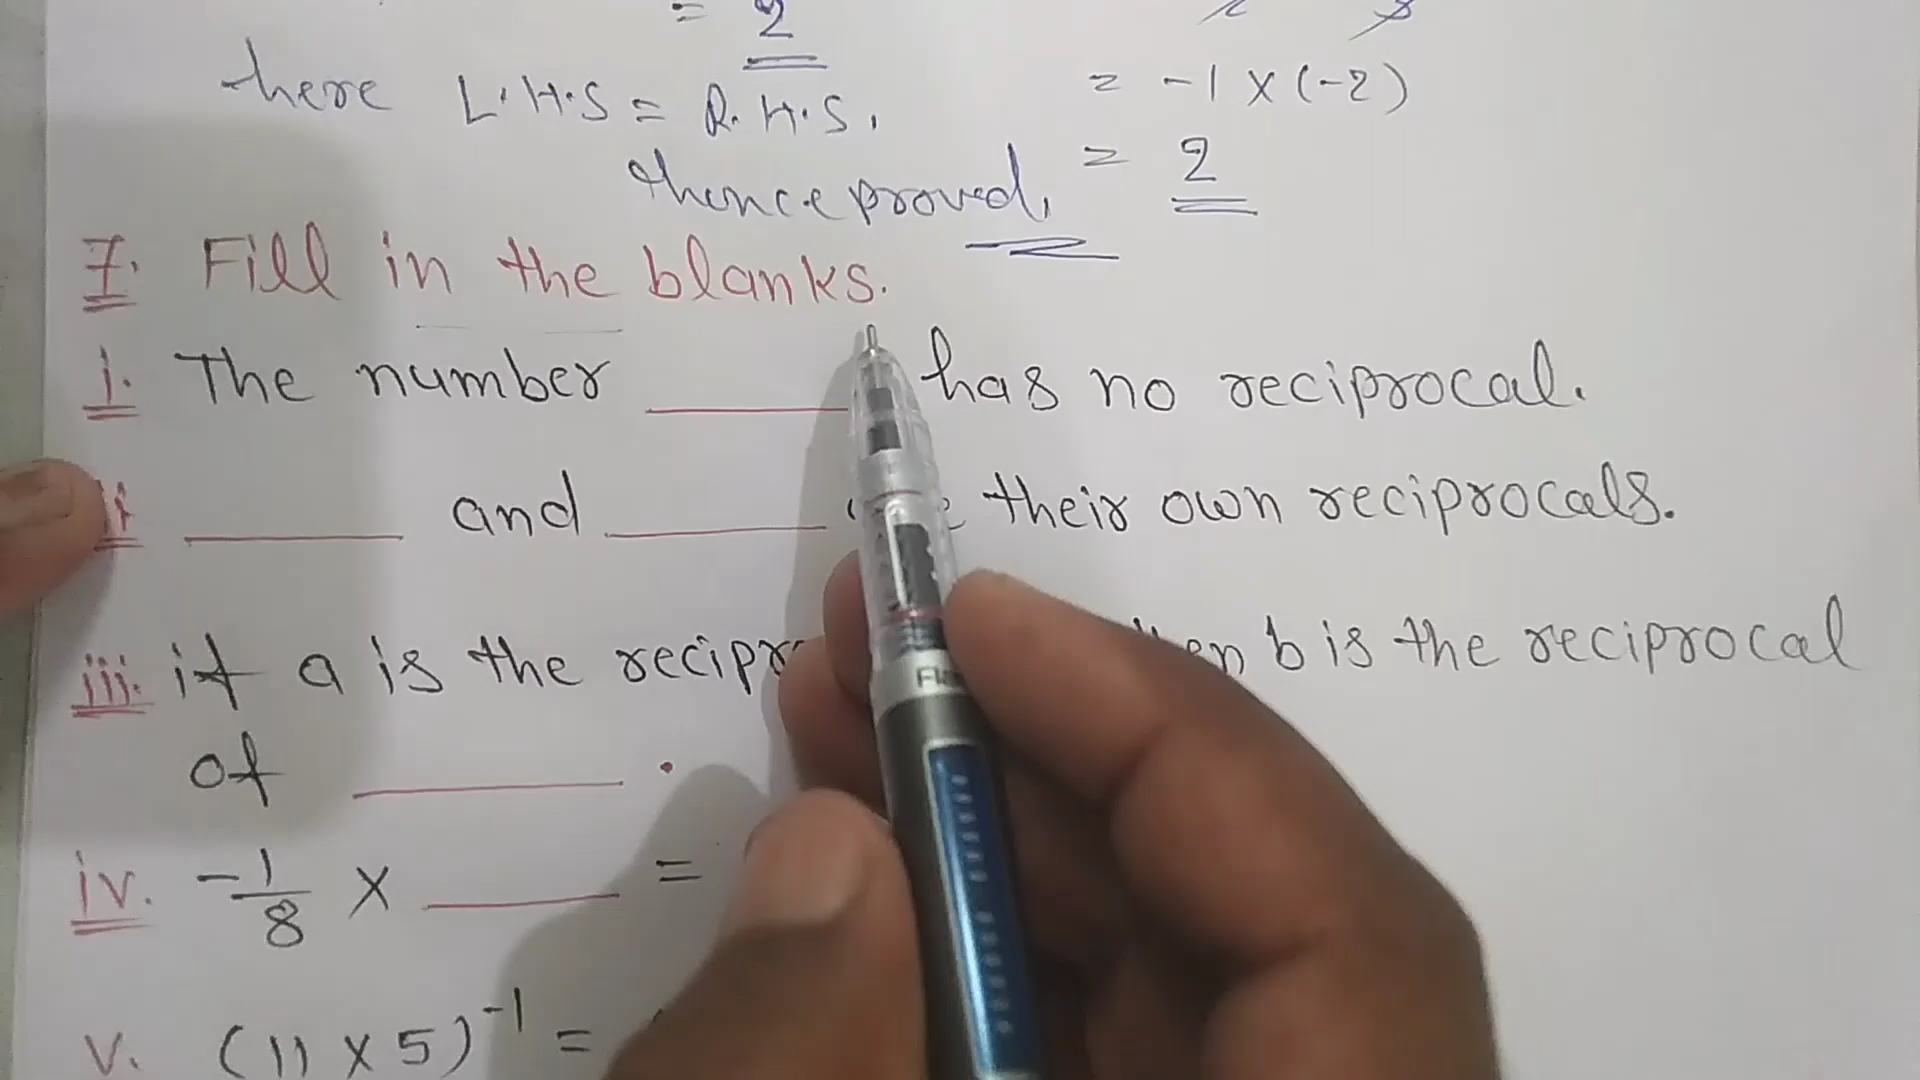 = 2
here L.H.S = R.H.S.
= -1 x (-2)
thence proved,
= 2
7. Fill in the blanks.
i. The number ______ has no reciprocal.
ii ______ and ______ their own reciprocals.
iii. if a is the b is the reciprocal
of ______ .
iv. -1/8 x ______ =
v. (11 x 5)^-1 =